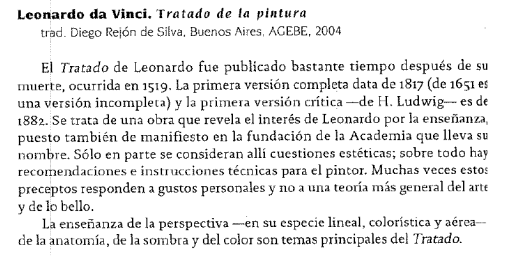 Leonardo da Vinci. Tratado de la pintura
trad. Diego Rejón de Silva, Buenos Aires, AGEBE, 2004
El Tratado de Leonardo fue publicado bastante tiempo después de su
muerte, ocurrida en 1519. La primera versión completa data de 1817 (de 1651 es
una versión incompleta) y la primera versión crítica —de H. Ludwig— es de
1882. Se trata de una obra que revela el interés de Leonardo por la enseñanza,
puesto también de manifiesto en la fundación de la Academia que lleva su
nombre. Sólo en parte se consideran allí cuestiones estéticas; sobre todo hay
recomendaciones e instrucciones técnicas para el pintor. Muchas veces estos
preceptos responden a gustos personales y no a una teoría más general del arte
y de lo bello.
La enseñanza de la perspectiva —en su especie lineal, colorística y aérea—
de la anatomía, de la sombra y del color son temas principales del Tratado.